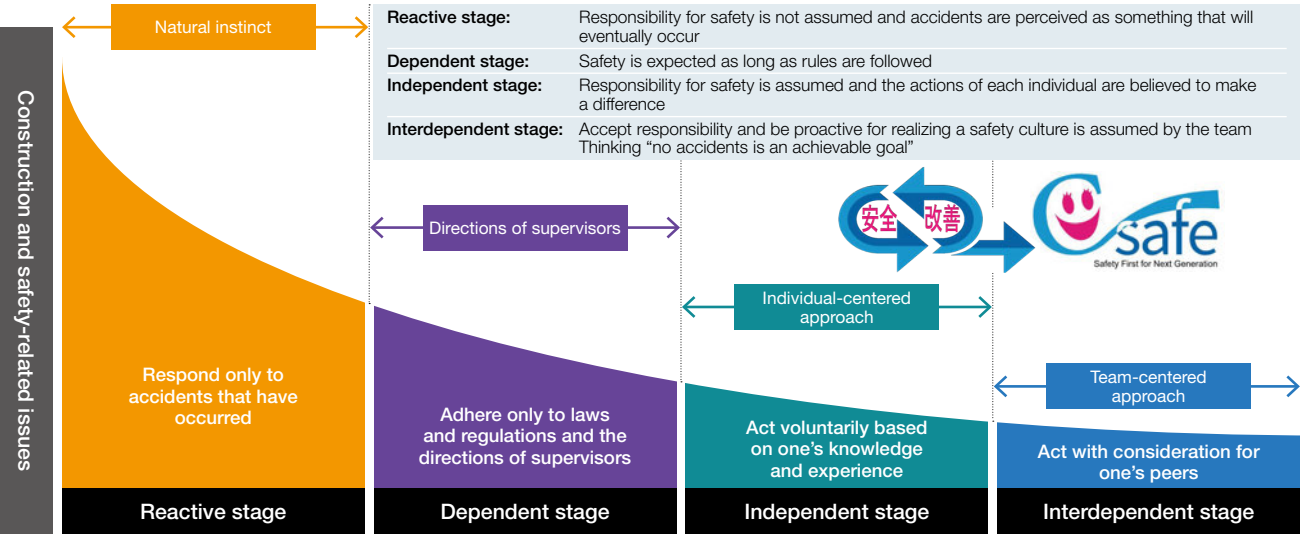 Construction and safety-related issues
Natural instinct
Reactive stage: Responsibility for safety is not assumed and accidents are perceived as something that will
eventually occur
Dependent stage: Safety is expected as long as rules are followed
Independent stage: Responsibility for safety is assumed and the actions of each individual are believed to make
a difference
Interdependent stage: Accept responsibility and be proactive for realizing a safety culture is assumed by the team
Thinking “no accidents is an achievable goal”
Directions of supervisors
安全 改善
C safe
Safety First for Next Generation
Individual-centered
approach
Team-centered
approach
Respond only to
accidents that have
occurred
Adhere only to laws
and regulations and the
directions of supervisors
Act voluntarily based
on one’s knowledge
and experience
Act with consideration for
one’s peers
Reactive stage
Dependent stage
Independent stage
Interdependent stage